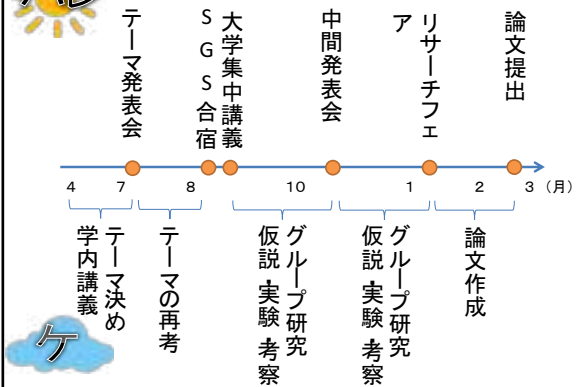 ハレ
テーマ発表会
SGS合宿
大学集中講義
中間発表会
リサーチフェ
ア
論文提出
4 7 8 10 1 2 3 (月)
テーマ決め
学内講義
テーマの再考
グループ研究
仮説・実験・考察
グループ研究
仮説・実験・考察
論文作成
ケ